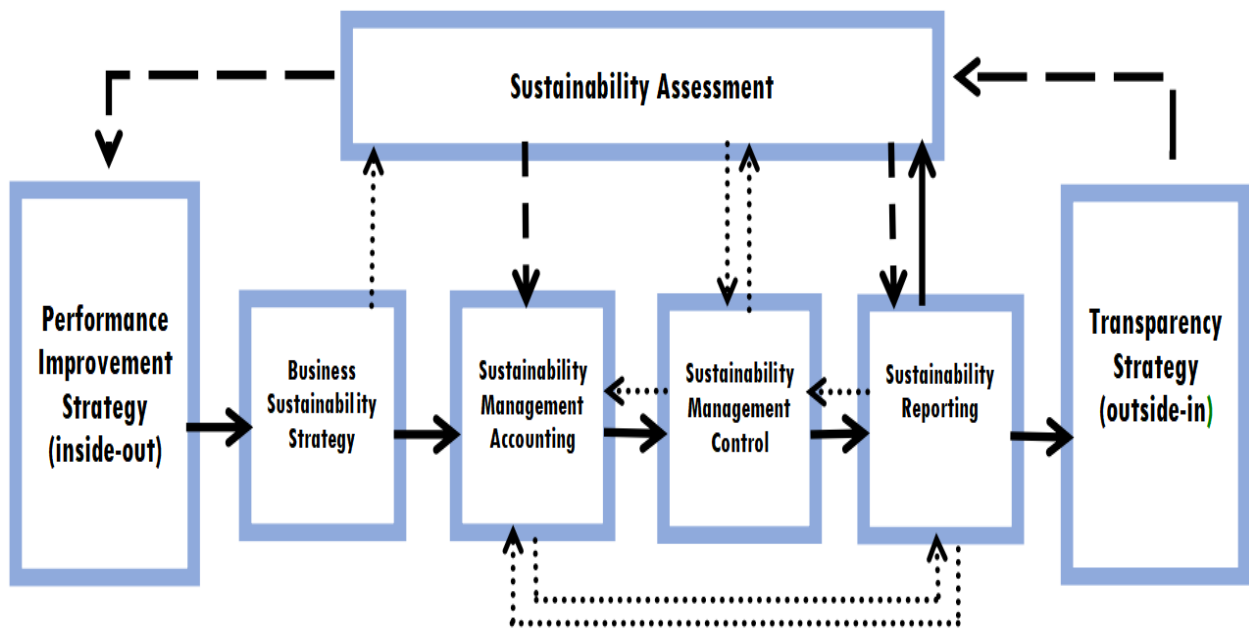 Sustainability Assessment
Performance
Improvement
Strategy
(inside-out)
Business
Sustainability
Strategy
Sustainability
Management
Accounting
Sustainability
Management
Control
Sustainability
Reporting
Transparency
Strategy
(outside-in)